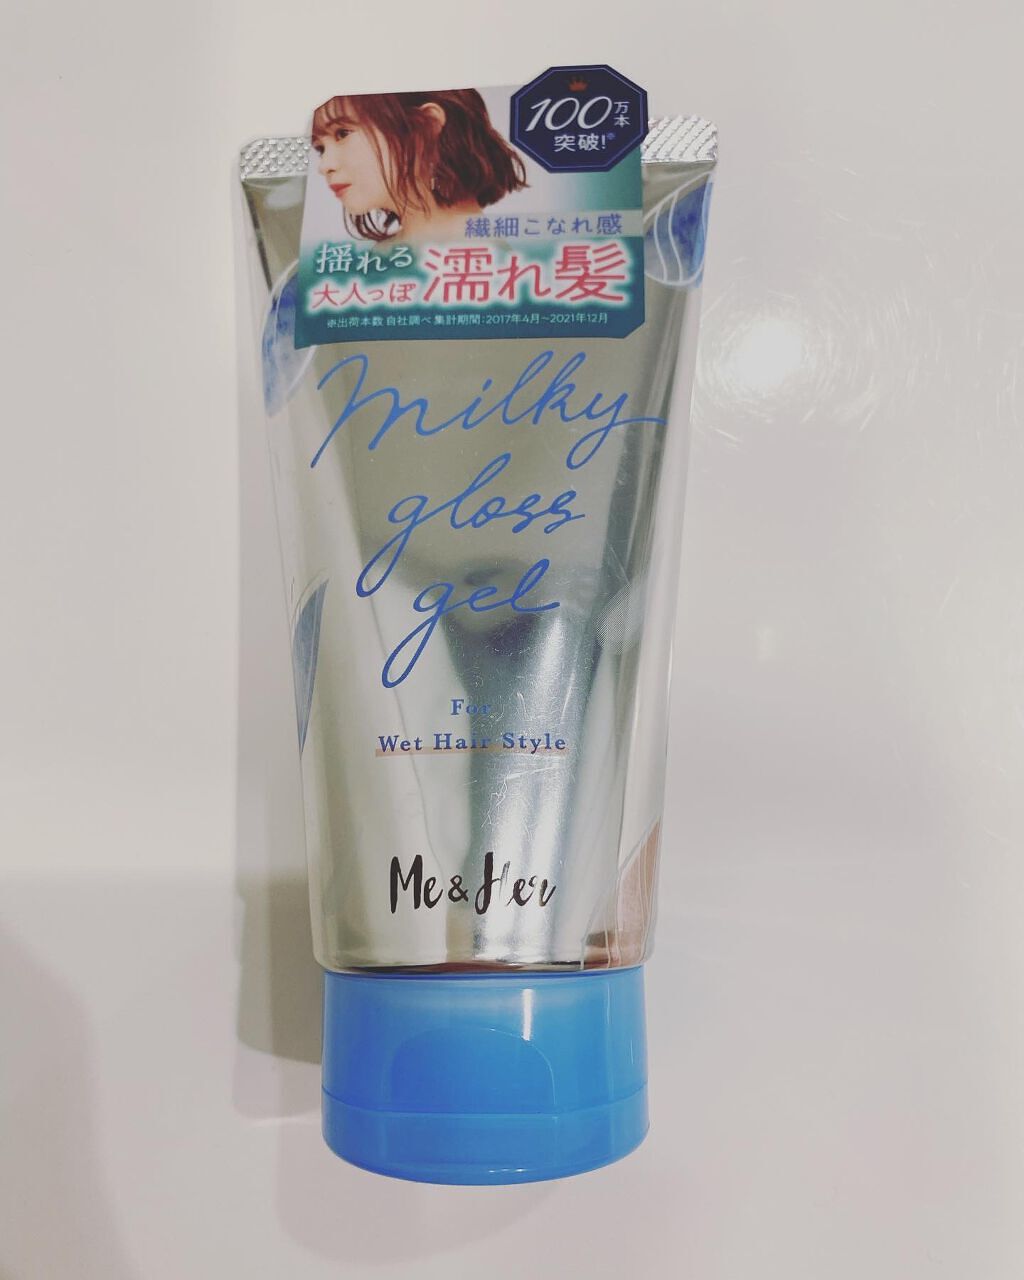 100万本
突破!※
繊細こなれ感
揺れる
大人っぽ濡れ髪
※出荷本数 自社調べ 集計期間:2017年4月~2021年12月
milky
gloss
gel
For
Wet Hair Style
Me & Her